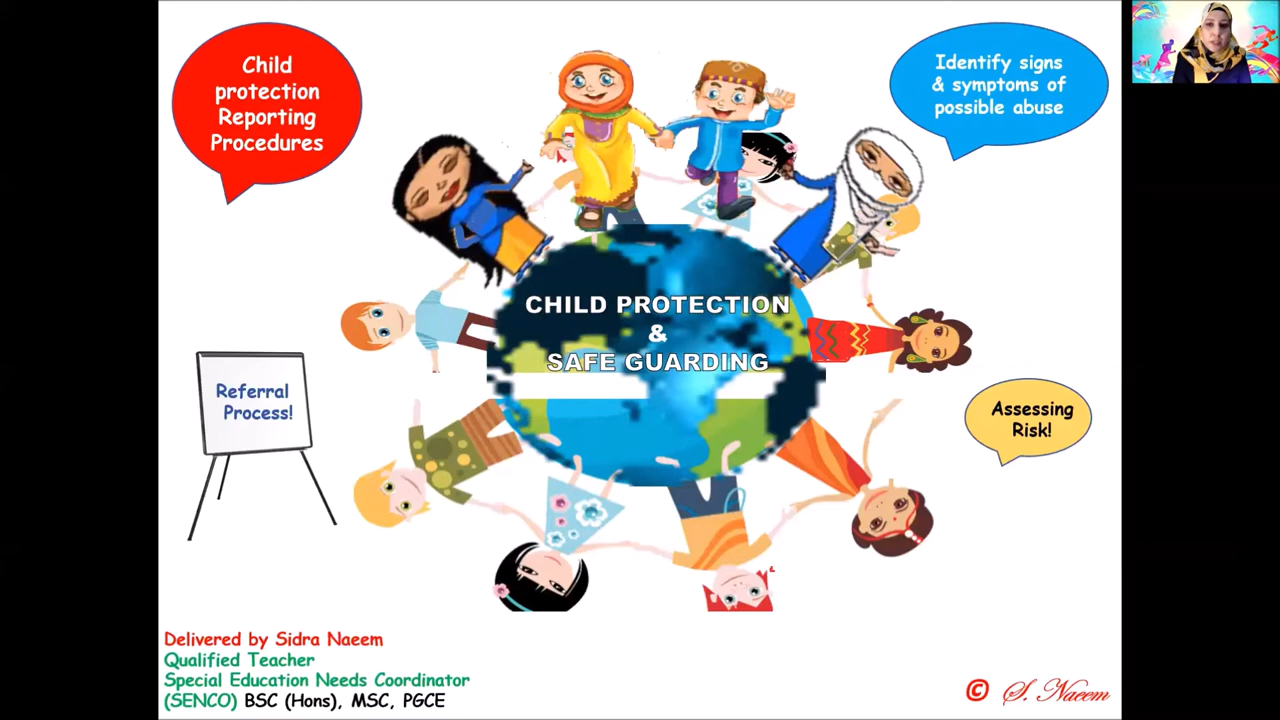 Child
protection
Reporting
Procedures
Identify signs
& symptoms of
possible abuse
CHILD PROTECTION
&
SAFE GUARDING
Referral
Process!
Assessing
Risk!
Delivered by Sidra Naeem
Qualified Teacher
Special Education Needs Coordinator
(SENCO) BSC (Hons), MSC, PGCE
© S. Naeem